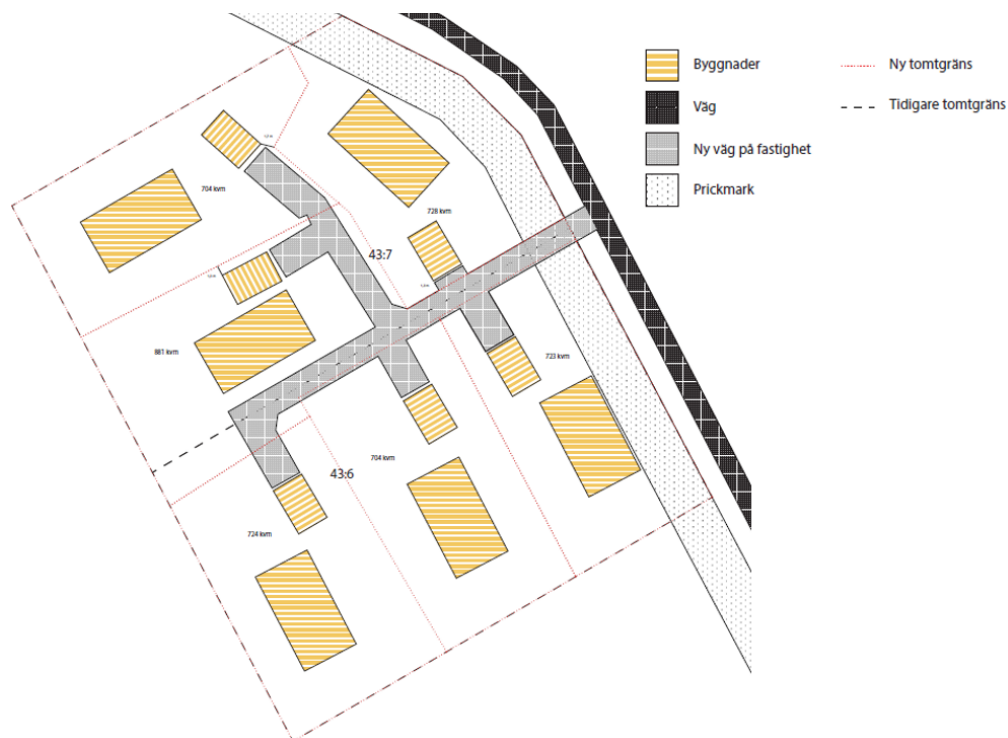 Byggnader
Väg
Ny väg på fastighet
Prickmark
Ny tomtgräns
Tidigare tomtgräns
704 kvm
728 kvm
43:7
881 kvm
723 kvm
704 kvm
43:6
724 kvm